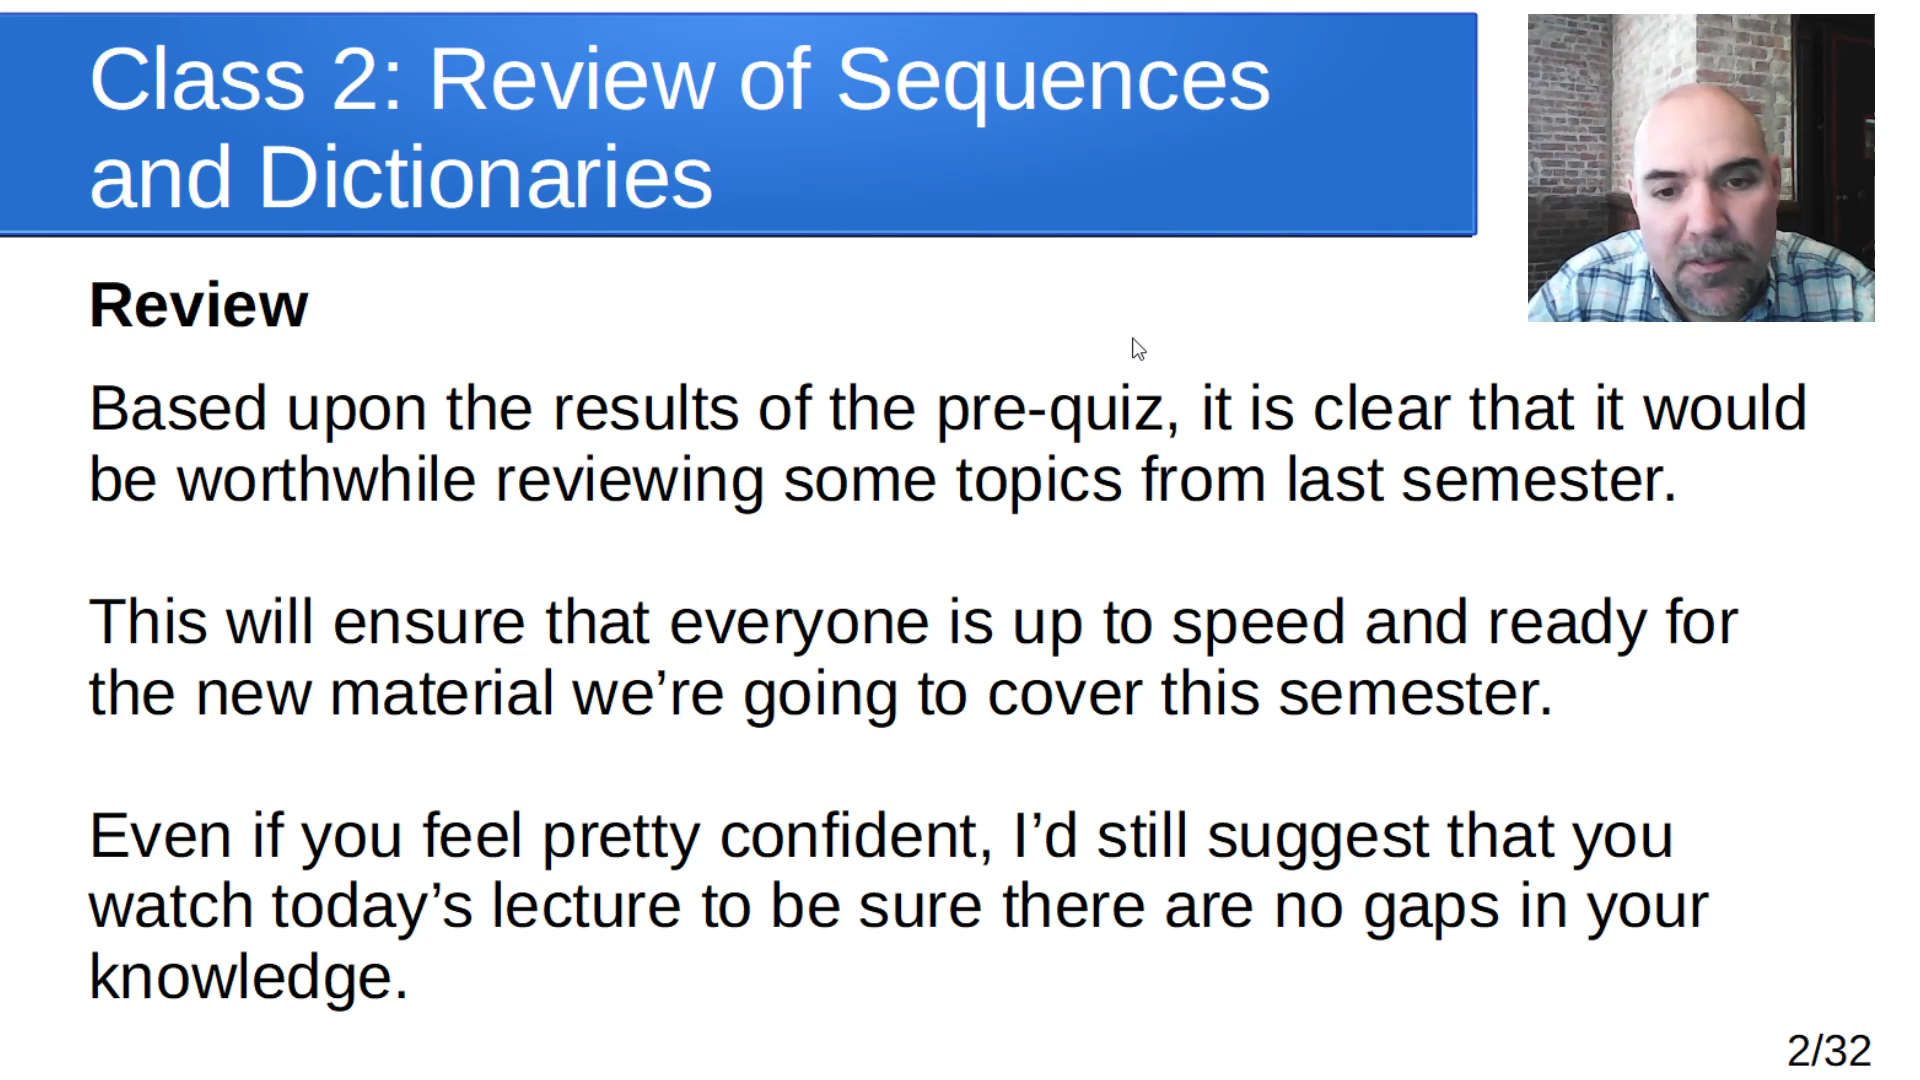 Class 2: Review of Sequences
and Dictionaries
Review
Based upon the results of the pre-quiz, it is clear that it would
be worthwhile reviewing some topics from last semester.
This will ensure that everyone is up to speed and ready for
the new material we’re going to cover this semester.
Even if you feel pretty confident, I’d still suggest that you
watch today’s lecture to be sure there are no gaps in your
knowledge.
2/32